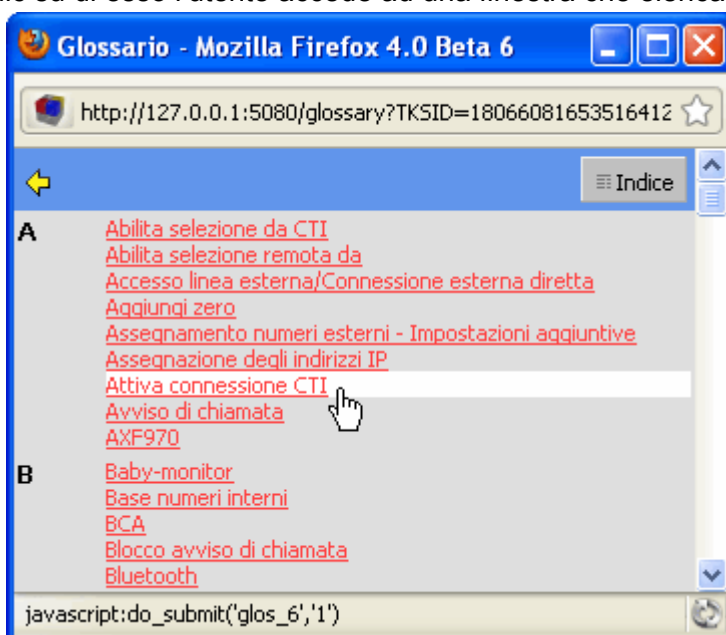 Glossario - Mozilla Firefox 4.0 Beta 6
http://127.0.0.1:5080/glossary?TKSID=18066081653516412
Indice
A
Abilita selezione da CTI
Abilita selezione remota da
Accesso linea esterna/Connessione esterna diretta
Aggiungi zero
Assegnamento numeri esterni - Impostazioni aggiuntive
Assegnazione degli indirizzi IP
Attiva connessione CTI
Avviso di chiamata
AXF970
B
Baby-monitor
Base numeri interni
BCA
Blocco avviso di chiamata
Bluetooth
javascript:do_submit('glos_6','1')